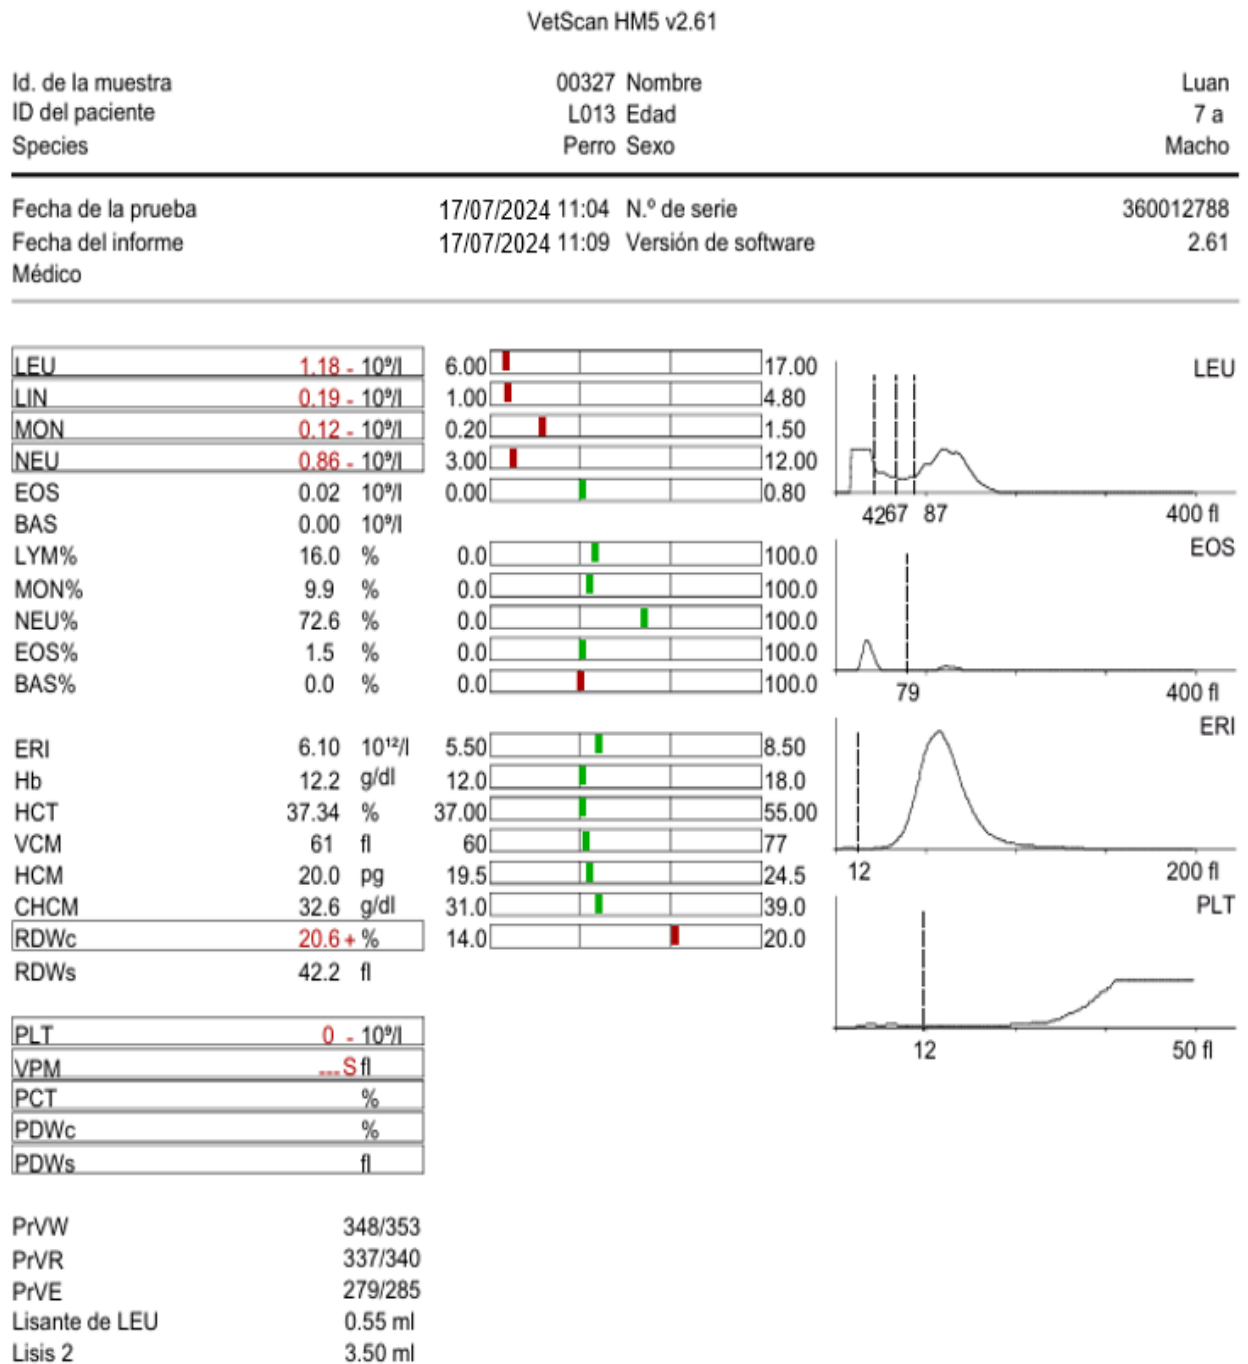 VetScan HM5 v2.61
Id. de la muestra 00327 Nombre Luan
ID del paciente L013 Edad 7 a
Species Perro Sexo Macho
Fecha de la prueba 17/07/2024 11:04 N.º de serie 360012788
Fecha del informe 17/07/2024 11:09 Versión de software 2.61
Médico
LEU 1.18 - 10⁹/l 6.00 17.00 LEU
LIN 0.19 - 10⁹/l 1.00 4.80
MON 0.12 - 10⁹/l 0.20 1.50
NEU 0.86 - 10⁹/l 3.00 12.00
EOS 0.02 10⁹/l 0.00 0.80
BAS 0.00 10⁹/l 42 67 87 400 fl
LYM% 16.0 % 0.0 100.0 EOS
MON% 9.9 % 0.0 100.0
NEU% 72.6 % 0.0 100.0
EOS% 1.5 % 0.0 100.0
BAS% 0.0 % 0.0 100.0 79 400 fl
ERI
ERI 6.10 10¹²/l 5.50 8.50
Hb 12.2 g/dl 12.0 18.0
HCT 37.34 % 37.00 55.00
VCM 61 fl 60 77
HCM 20.0 pg 19.5 24.5 12 200 fl
CHCM 32.6 g/dl 31.0 39.0 PLT
RDWc 20.6 + % 14.0 20.0
RDWs 42.2 fl
PLT 0 - 10⁹/l 12 50 fl
VPM ---S fl
PCT %
PDWc %
PDWs fl
PrVW 348/353
PrVR 337/340
PrVE 279/285
Lisante de LEU 0.55 ml
Lisis 2 3.50 ml